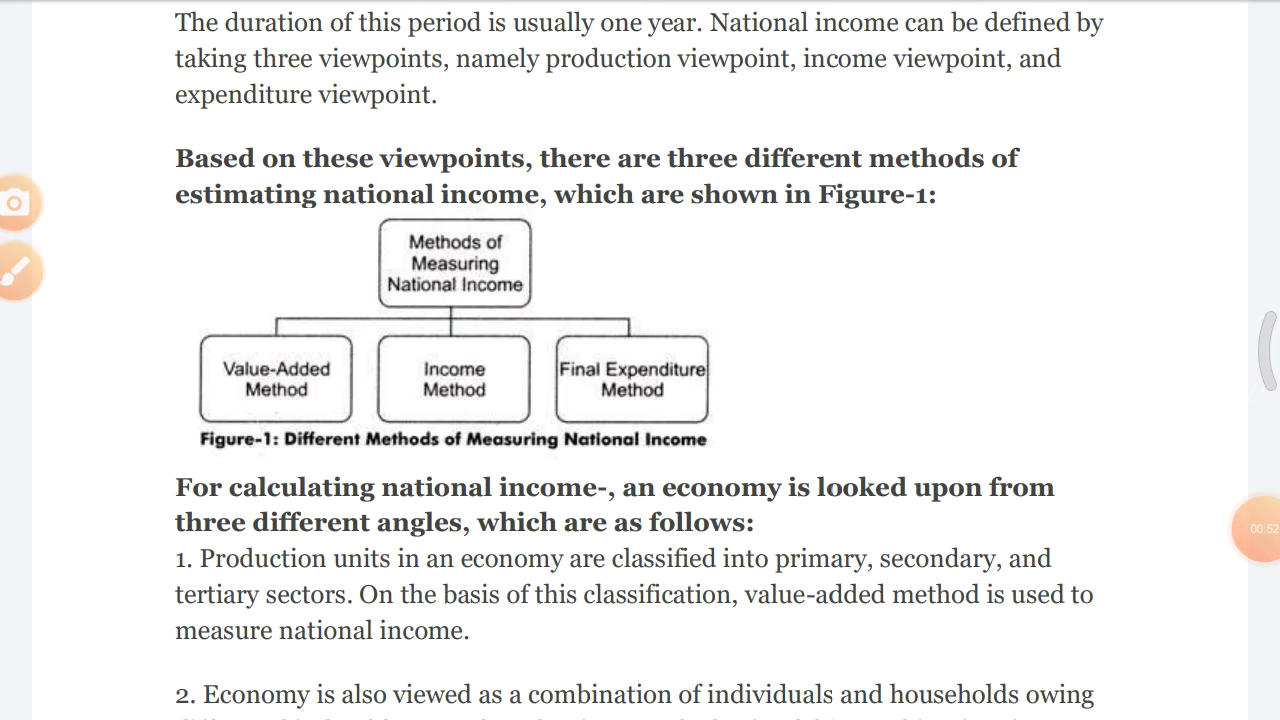 The duration of this period is usually one year. National income can be defined by
taking three viewpoints, namely production viewpoint, income viewpoint, and
expenditure viewpoint.
Based on these viewpoints, there are three different methods of
estimating national income, which are shown in Figure-1:
Methods of
Measuring
National Income
Value-Added
Method
Income
Method
Final Expenditure
Method
Figure-1: Different Methods of Measuring National Income
For calculating national income-, an economy is looked upon from
three different angles, which are as follows:
1. Production units in an economy are classified into primary, secondary, and
tertiary sectors. On the basis of this classification, value-added method is used to
measure national income.
2. Economy is also viewed as a combination of individuals and households owing
00:52